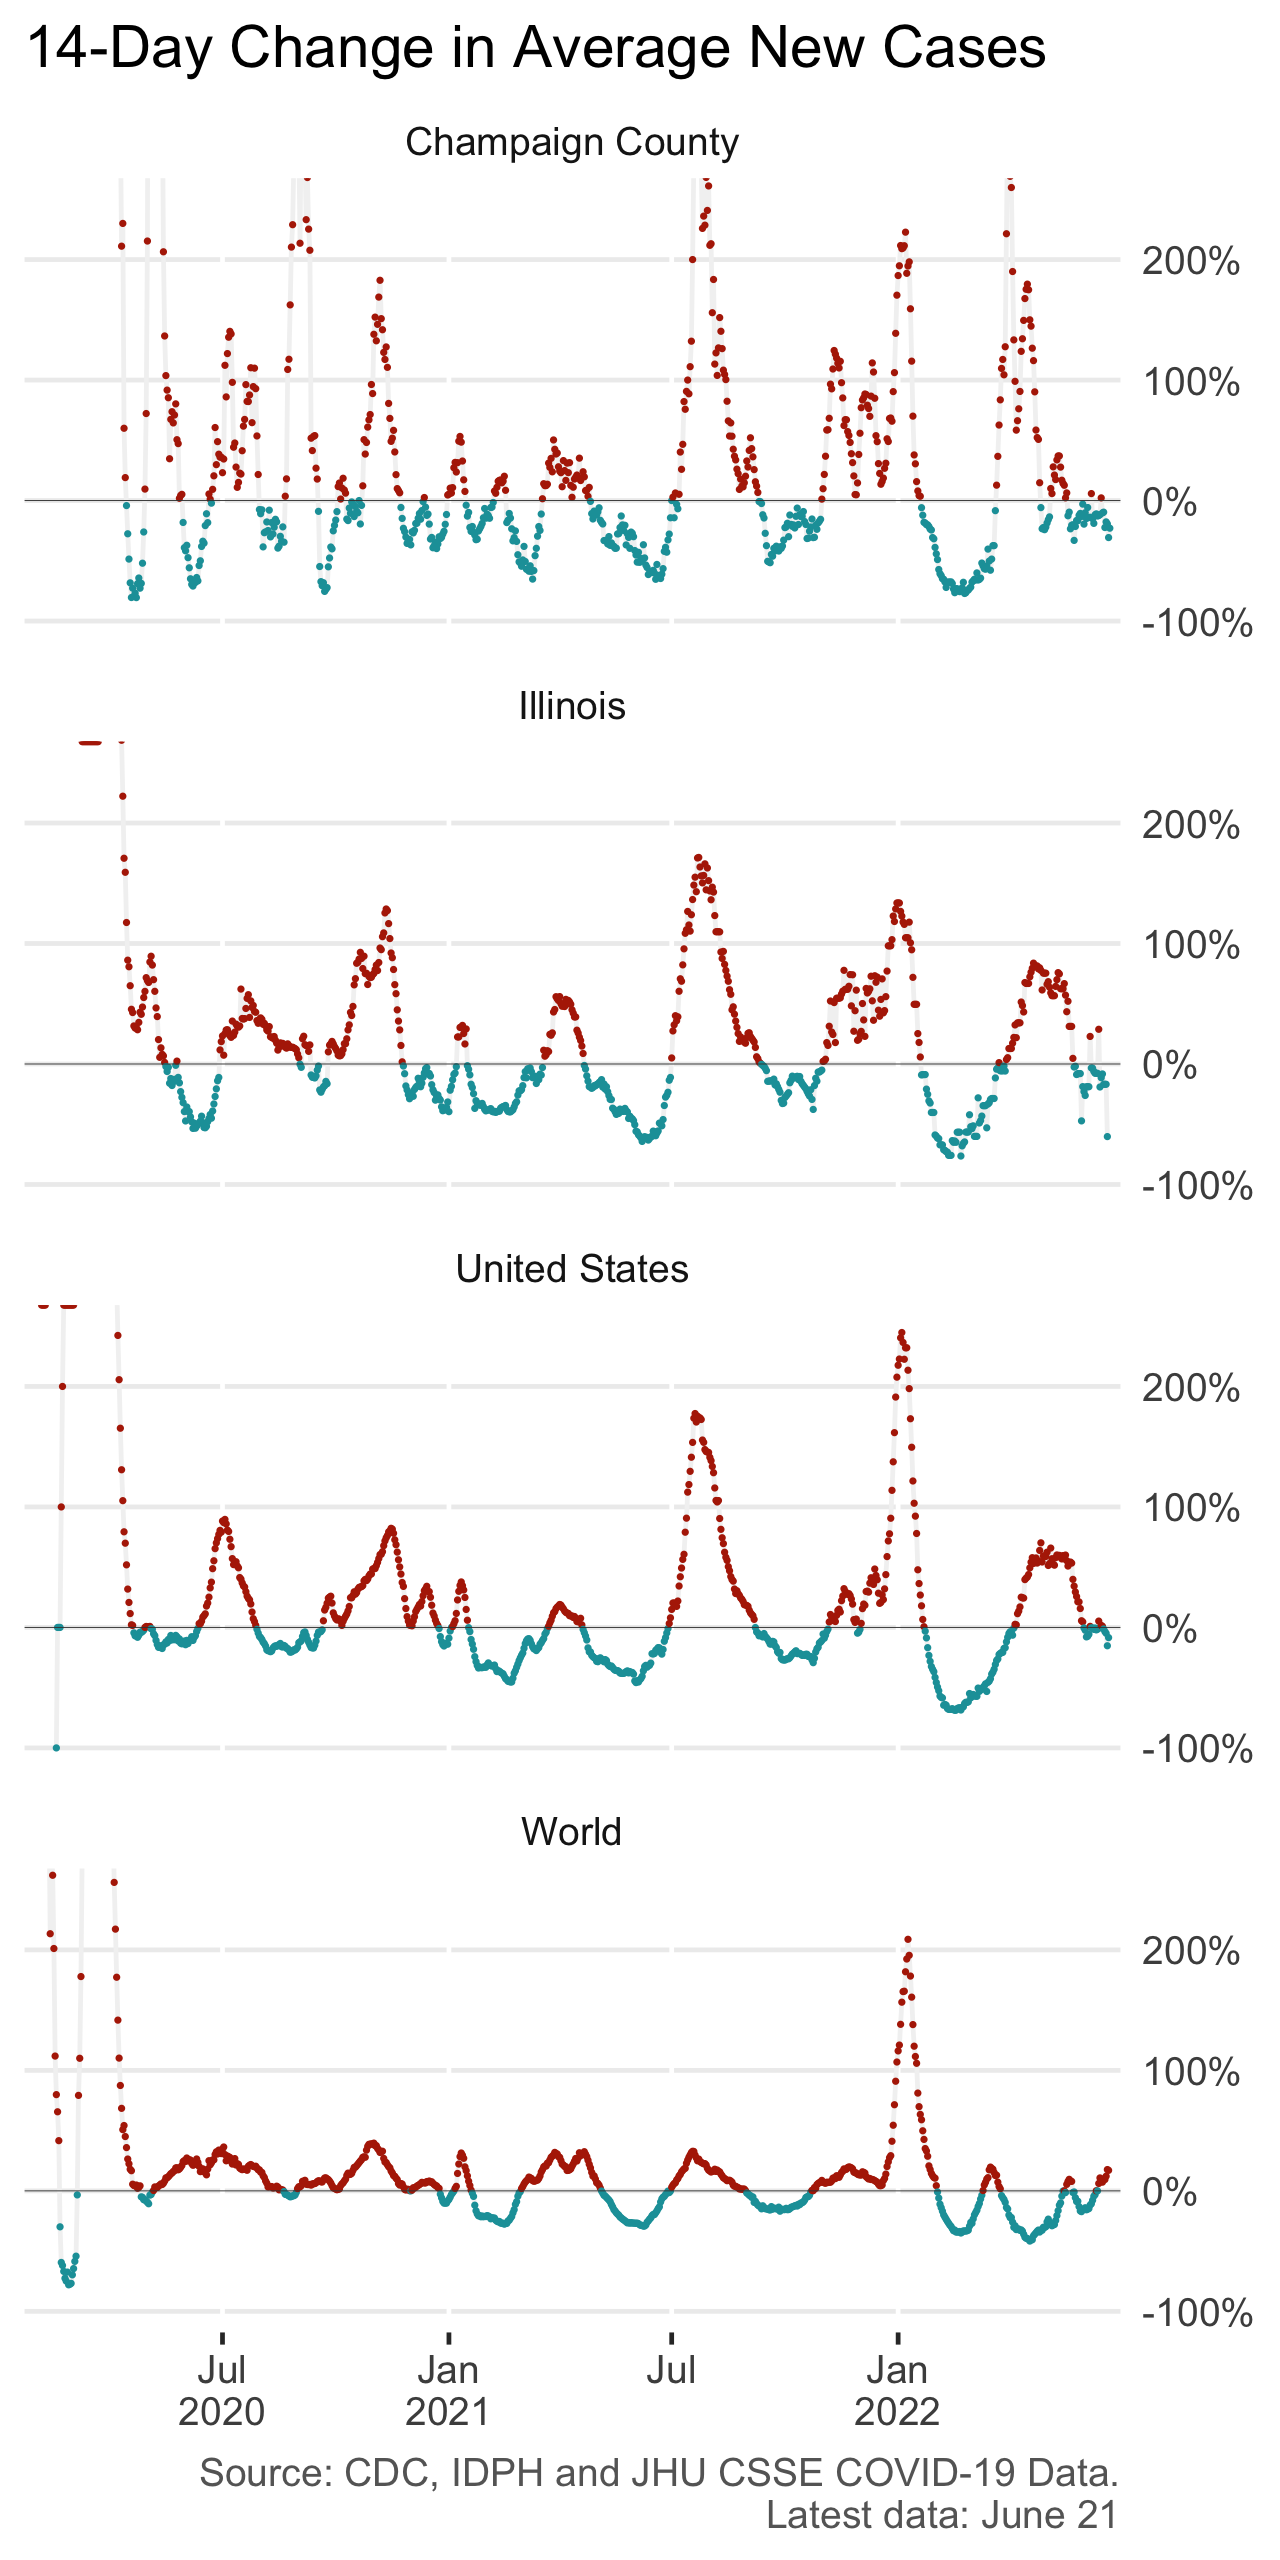 14-Day Change in Average New Cases
Champaign County
200%
100%
0%
-100%
Illinois
200%
100%
0%
-100%
United States
200%
100%
0%
-100%
World
200%
100%
0%
-100%
Jul Jan Jul Jan
2020 2021 2022
Source: CDC, IDPH and JHU CSSE COVID-19 Data.
Latest data: June 21